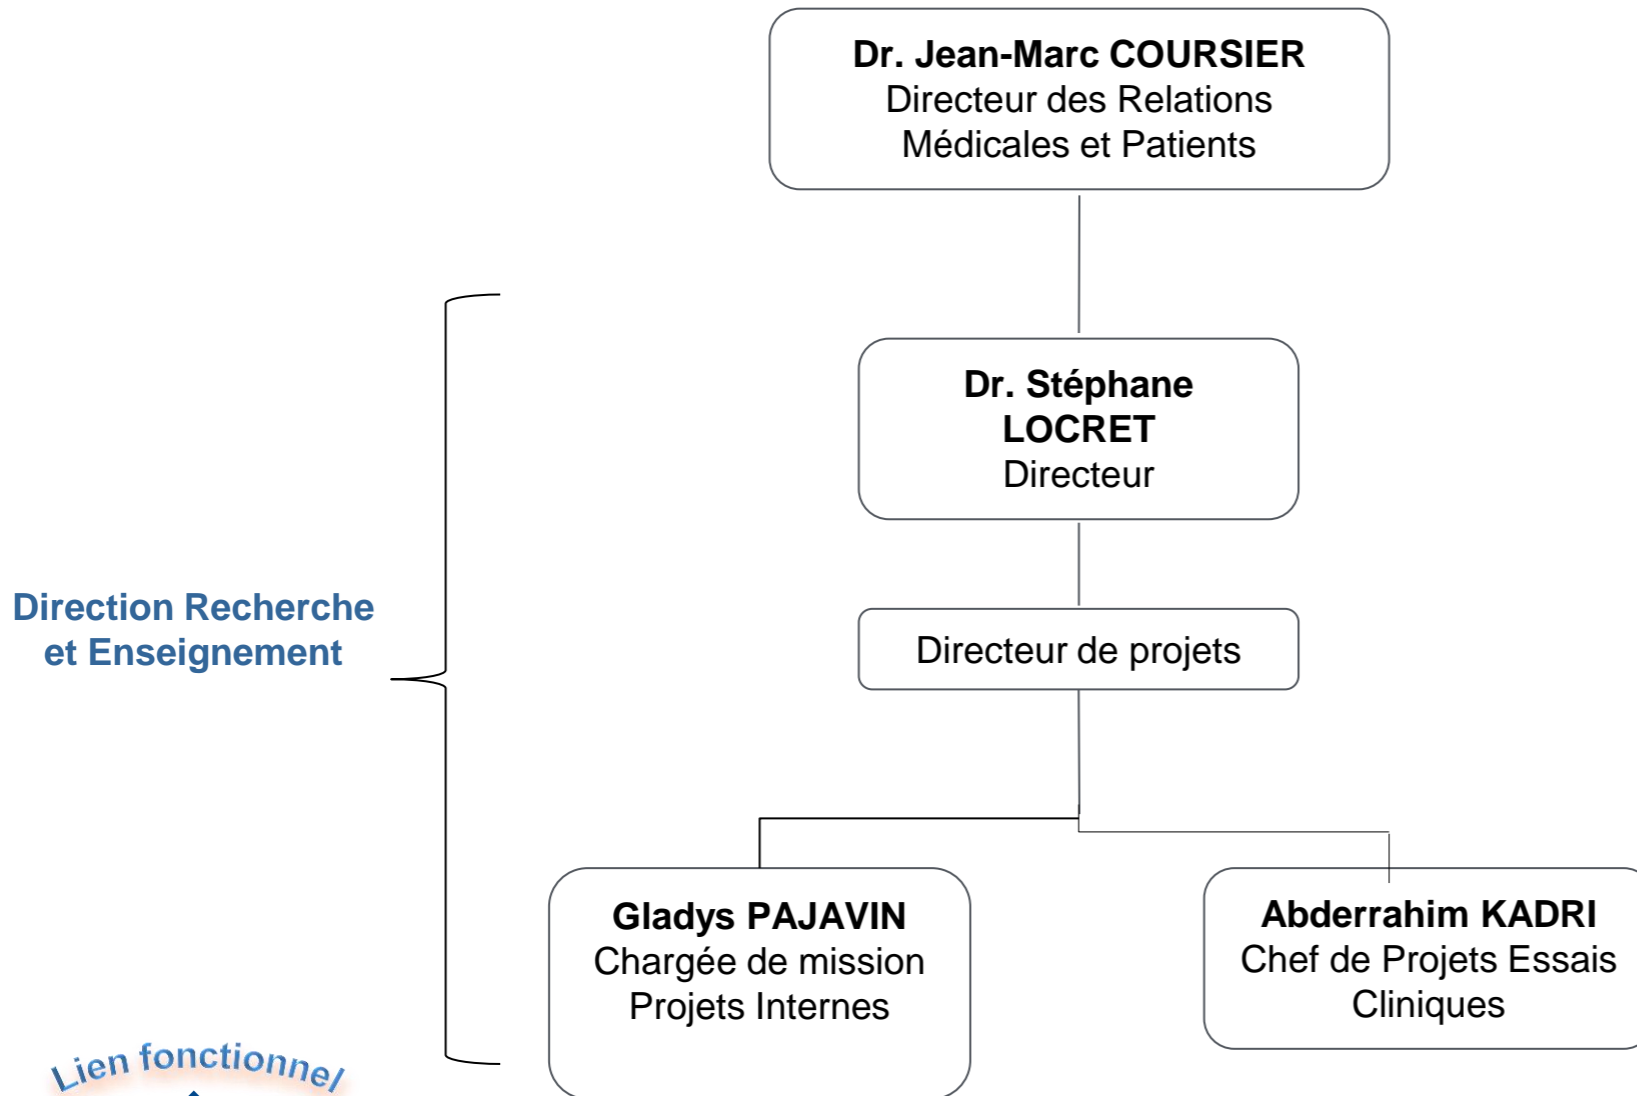 Dr. Jean-Marc COURSIER
Directeur des Relations
Médicales et Patients
Dr. Stéphane
LOCRET
Directeur
Direction Recherche
et Enseignement
Directeur de projets
Gladys PAJAVIN
Chargée de mission
Projets Internes
Abderrahim KADRI
Chef de Projets Essais
Cliniques
Lien fonctionnel